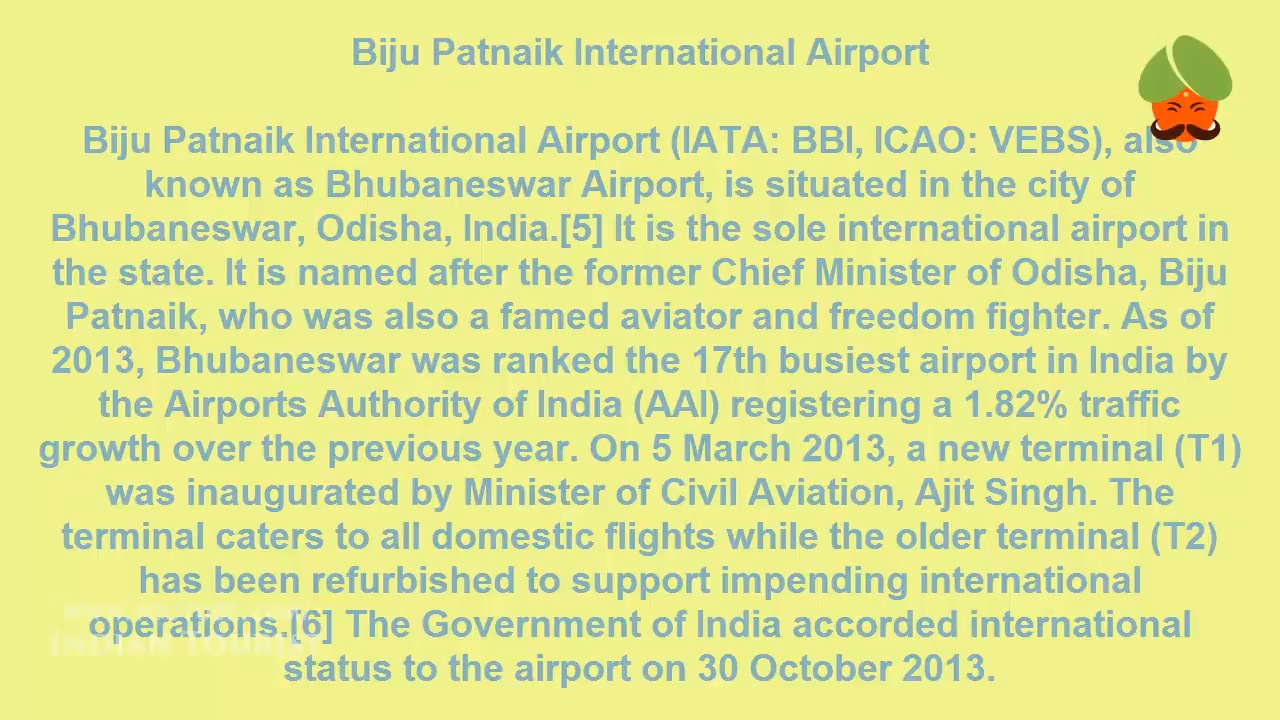 Biju Patnaik International Airport
Biju Patnaik International Airport (IATA: BBI, ICAO: VEBS), also
known as Bhubaneswar Airport, is situated in the city of
Bhubaneswar, Odisha, India.[5] It is the sole international airport in
the state. It is named after the former Chief Minister of Odisha, Biju
Patnaik, who was also a famed aviator and freedom fighter. As of
2013, Bhubaneswar was ranked the 17th busiest airport in India by
the Airports Authority of India (AAI) registering a 1.82% traffic
growth over the previous year. On 5 March 2013, a new terminal (T1)
was inaugurated by Minister of Civil Aviation, Ajit Singh. The
terminal caters to all domestic flights while the older terminal (T2)
has been refurbished to support impending international
operations.[6] The Government of India accorded international
status to the airport on 30 October 2013.
INDIAN TOURIST